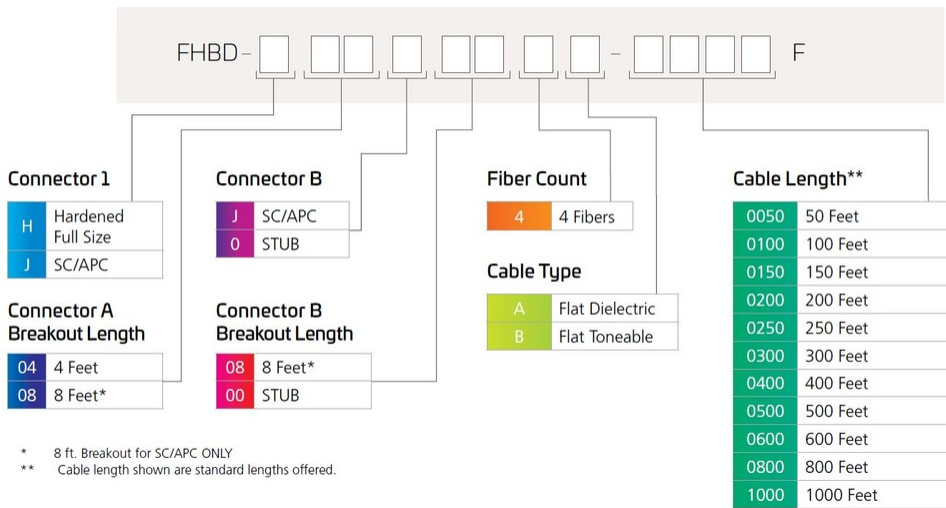 FHBD- - F
Connector 1
H Hardened
Full Size
J SC/APC
Connector A
Breakout Length
04 4 Feet
08 8 Feet*
Connector B
J SC/APC
0 STUB
Connector B
Breakout Length
08 8 Feet*
00 STUB
Fiber Count
4 4 Fibers
Cable Type
A Flat Dielectric
B Flat Toneable
Cable Length**
0050 50 Feet
0100 100 Feet
0150 150 Feet
0200 200 Feet
0250 250 Feet
0300 300 Feet
0400 400 Feet
0500 500 Feet
0600 600 Feet
0800 800 Feet
1000 1000 Feet
* 8 ft. Breakout for SC/APC ONLY
** Cable length shown are standard lengths offered.